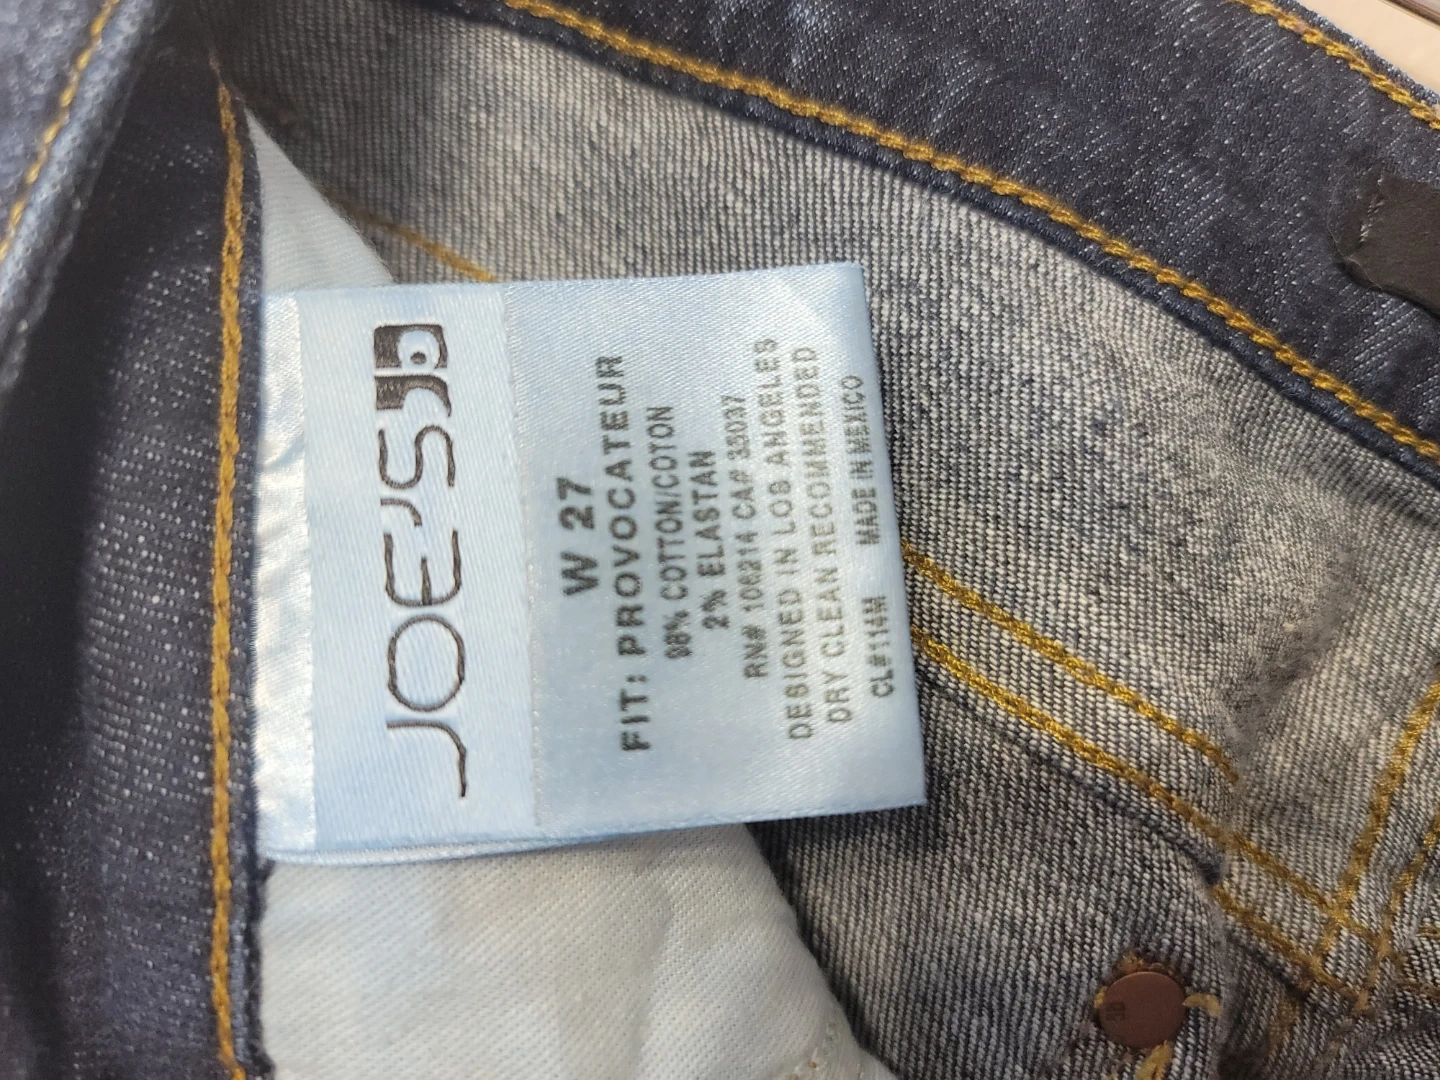 JOE'S
W 27
FIT: PROVOCATEUR
98% COTTON/COTON
2% ELASTAN
RN# 106214 CA# 35037
DESIGNED IN LOS ANGELES
DRY CLEAN RECOMMENDED
CL#114M MADE IN MEXICO